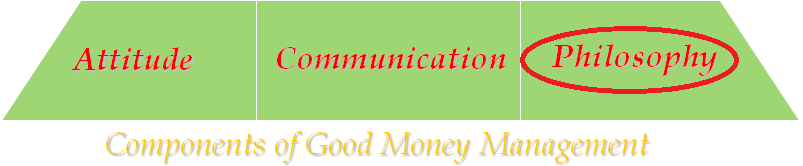 Attitude Communication Philosophy
Components of Good Money Management